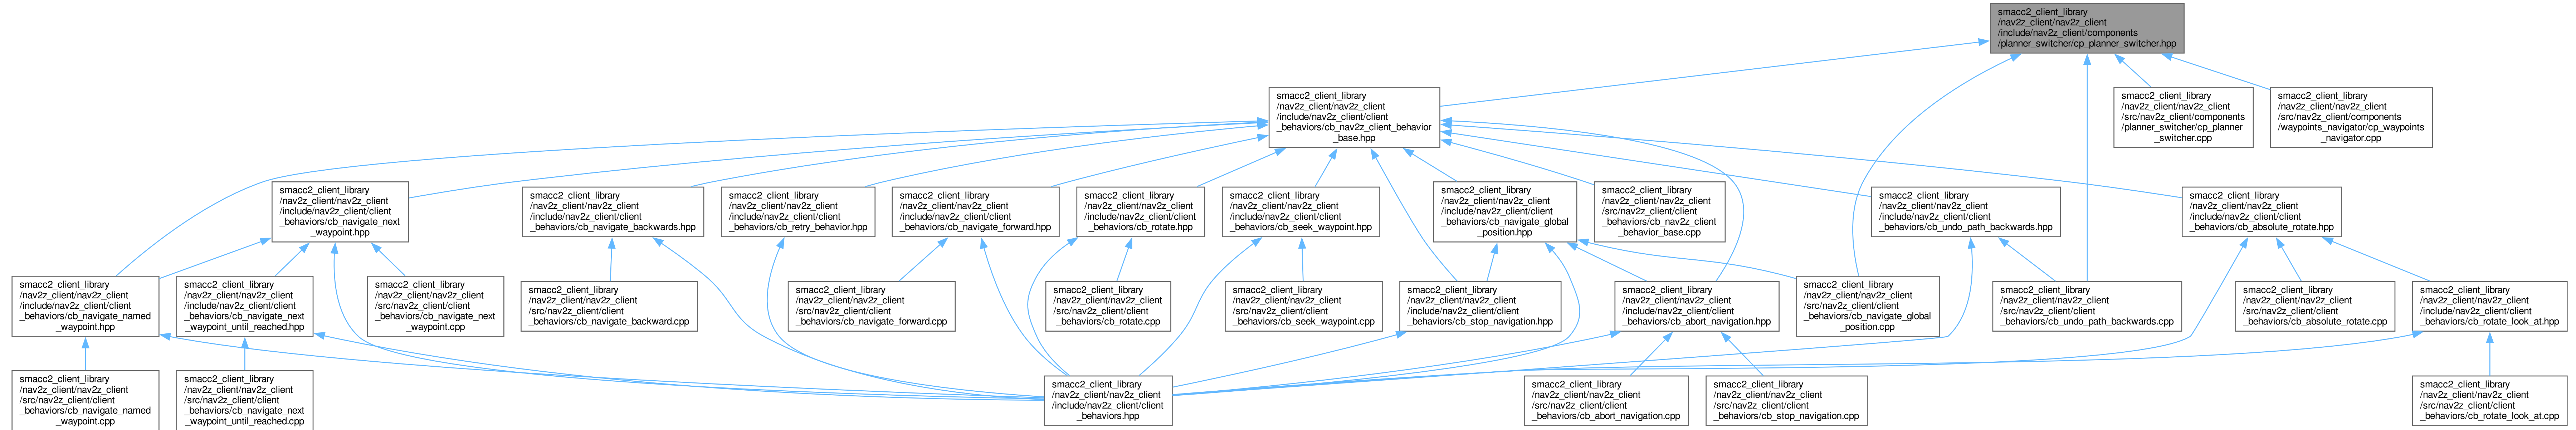 smacc2_client_library
/nav2z_client/nav2z_client
/include/nav2z_client/components
/planner_switcher/cp_planner_switcher.hpp
smacc2_client_library
/nav2z_client/nav2z_client
/include/nav2z_client/client
_behaviors/cb_nav2z_client_behavior
_base.hpp
smacc2_client_library
/nav2z_client/nav2z_client
/src/nav2z_client/components
/planner_switcher/cp_planner
_switcher.cpp
smacc2_client_library
/nav2z_client/nav2z_client
/src/nav2z_client/components
/waypoints_navigator/cp_waypoints
_navigator.cpp
smacc2_client_library
/nav2z_client/nav2z_client
/include/nav2z_client/client
_behaviors/cb_navigate_next
_waypoint.hpp
smacc2_client_library
/nav2z_client/nav2z_client
/include/nav2z_client/client
_behaviors/cb_navigate_backwards.hpp
smacc2_client_library
/nav2z_client/nav2z_client
/include/nav2z_client/client
_behaviors/cb_retry_behavior.hpp
smacc2_client_library
/nav2z_client/nav2z_client
/include/nav2z_client/client
_behaviors/cb_navigate_forward.hpp
smacc2_client_library
/nav2z_client/nav2z_client
/include/nav2z_client/client
_behaviors/cb_rotate.hpp
smacc2_client_library
/nav2z_client/nav2z_client
/include/nav2z_client/client
_behaviors/cb_seek_waypoint.hpp
smacc2_client_library
/nav2z_client/nav2z_client
/include/nav2z_client/client
_behaviors/cb_navigate_global
_position.hpp
smacc2_client_library
/nav2z_client/nav2z_client
/src/nav2z_client/client
_behaviors/cb_nav2z_client
_behavior_base.cpp
smacc2_client_library
/nav2z_client/nav2z_client
/include/nav2z_client/client
_behaviors/cb_undo_path_backwards.hpp
smacc2_client_library
/nav2z_client/nav2z_client
/include/nav2z_client/client
_behaviors/cb_absolute_rotate.hpp
smacc2_client_library
/nav2z_client/nav2z_client
/include/nav2z_client/client
_behaviors/cb_navigate_named
_waypoint.hpp
smacc2_client_library
/nav2z_client/nav2z_client
/include/nav2z_client/client
_behaviors/cb_navigate_next
_waypoint_until_reached.hpp
smacc2_client_library
/nav2z_client/nav2z_client
/src/nav2z_client/client
_behaviors/cb_navigate_next
_waypoint.cpp
smacc2_client_library
/nav2z_client/nav2z_client
/src/nav2z_client/client
_behaviors/cb_navigate_backward.cpp
smacc2_client_library
/nav2z_client/nav2z_client
/src/nav2z_client/client
_behaviors/cb_navigate_forward.cpp
smacc2_client_library
/nav2z_client/nav2z_client
/src/nav2z_client/client
_behaviors/cb_rotate.cpp
smacc2_client_library
/nav2z_client/nav2z_client
/src/nav2z_client/client
_behaviors/cb_seek_waypoint.cpp
smacc2_client_library
/nav2z_client/nav2z_client
/include/nav2z_client/client
_behaviors/cb_stop_navigation.hpp
smacc2_client_library
/nav2z_client/nav2z_client
/include/nav2z_client/client
_behaviors/cb_abort_navigation.hpp
smacc2_client_library
/nav2z_client/nav2z_client
/src/nav2z_client/client
_behaviors/cb_navigate_global
_position.cpp
smacc2_client_library
/nav2z_client/nav2z_client
/src/nav2z_client/client
_behaviors/cb_undo_path_backwards.cpp
smacc2_client_library
/nav2z_client/nav2z_client
/src/nav2z_client/client
_behaviors/cb_absolute_rotate.cpp
smacc2_client_library
/nav2z_client/nav2z_client
/include/nav2z_client/client
_behaviors/cb_rotate_look_at.hpp
smacc2_client_library
/nav2z_client/nav2z_client
/src/nav2z_client/client
_behaviors/cb_navigate_named
_waypoint.cpp
smacc2_client_library
/nav2z_client/nav2z_client
/src/nav2z_client/client
_behaviors/cb_navigate_next
_waypoint_until_reached.cpp
smacc2_client_library
/nav2z_client/nav2z_client
/include/nav2z_client/client
_behaviors.hpp
smacc2_client_library
/nav2z_client/nav2z_client
/src/nav2z_client/client
_behaviors/cb_abort_navigation.cpp
smacc2_client_library
/nav2z_client/nav2z_client
/src/nav2z_client/client
_behaviors/cb_stop_navigation.cpp
smacc2_client_library
/nav2z_client/nav2z_client
/src/nav2z_client/client
_behaviors/cb_rotate_look_at.cpp